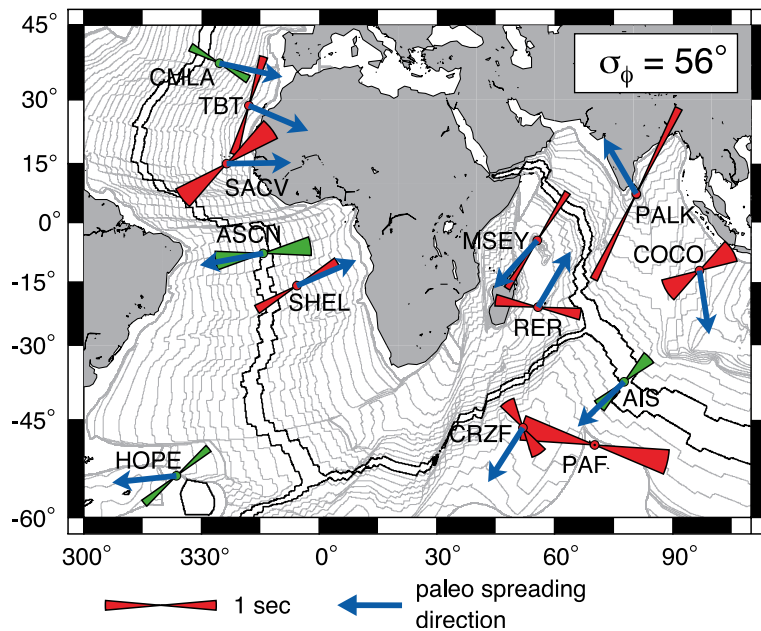 45°
30°
15°
0°
-15°
-30°
-45°
-60°
σϕ = 56°
CMLA
TBT
SACV
ASCN
SHEL
HOPE
MSEY
RER
PALK
COCO
AIS
CRZF
PAF
300°
330°
0°
30°
60°
90°
1 sec
paleo spreading
direction